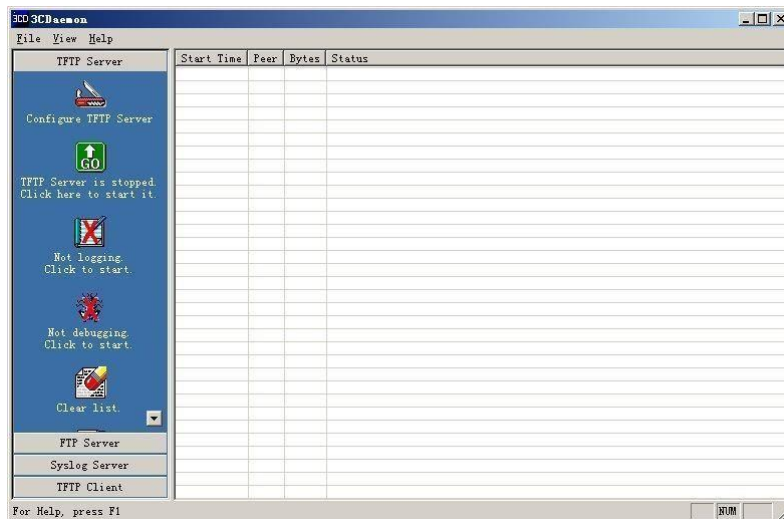 3CD 3CDaemon
File View Help
TFTP Server
Start Time Peer Bytes Status
Configure TFTP Server
GO
TFTP Server is stopped.
Click here to start it.
Not logging.
Click to start.
Not debugging.
Click to start.
Clear list.
FTP Server
Syslog Server
TFTP Client
For Help, press F1
NUM